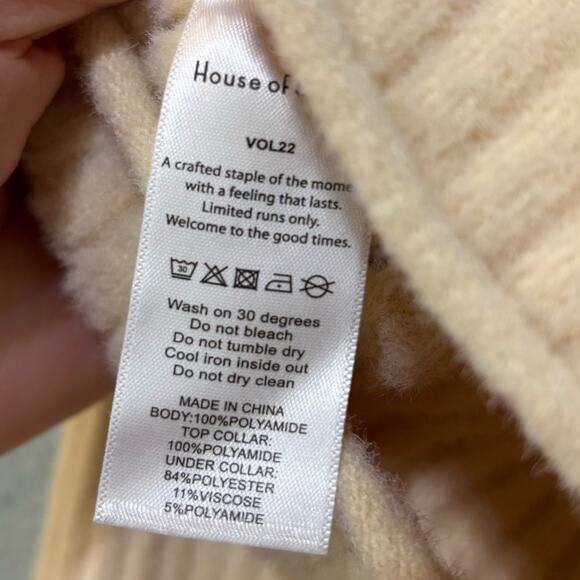 House of
VOL22
A crafted staple of the
with a feeling that lasts.
Limited runs only.
Welcome to the good times.
30
Wash on 30 degrees
Do not bleach
Do not tumble dry
Cool iron inside out
Do not dry clean
MADE IN CHINA
BODY:100%POLYAMIDE
TOP COLLAR:
100%POLYAMIDE
UNDER COLLAR:
84%POLYESTER
11%VISCOSE
5%POLYAMIDE